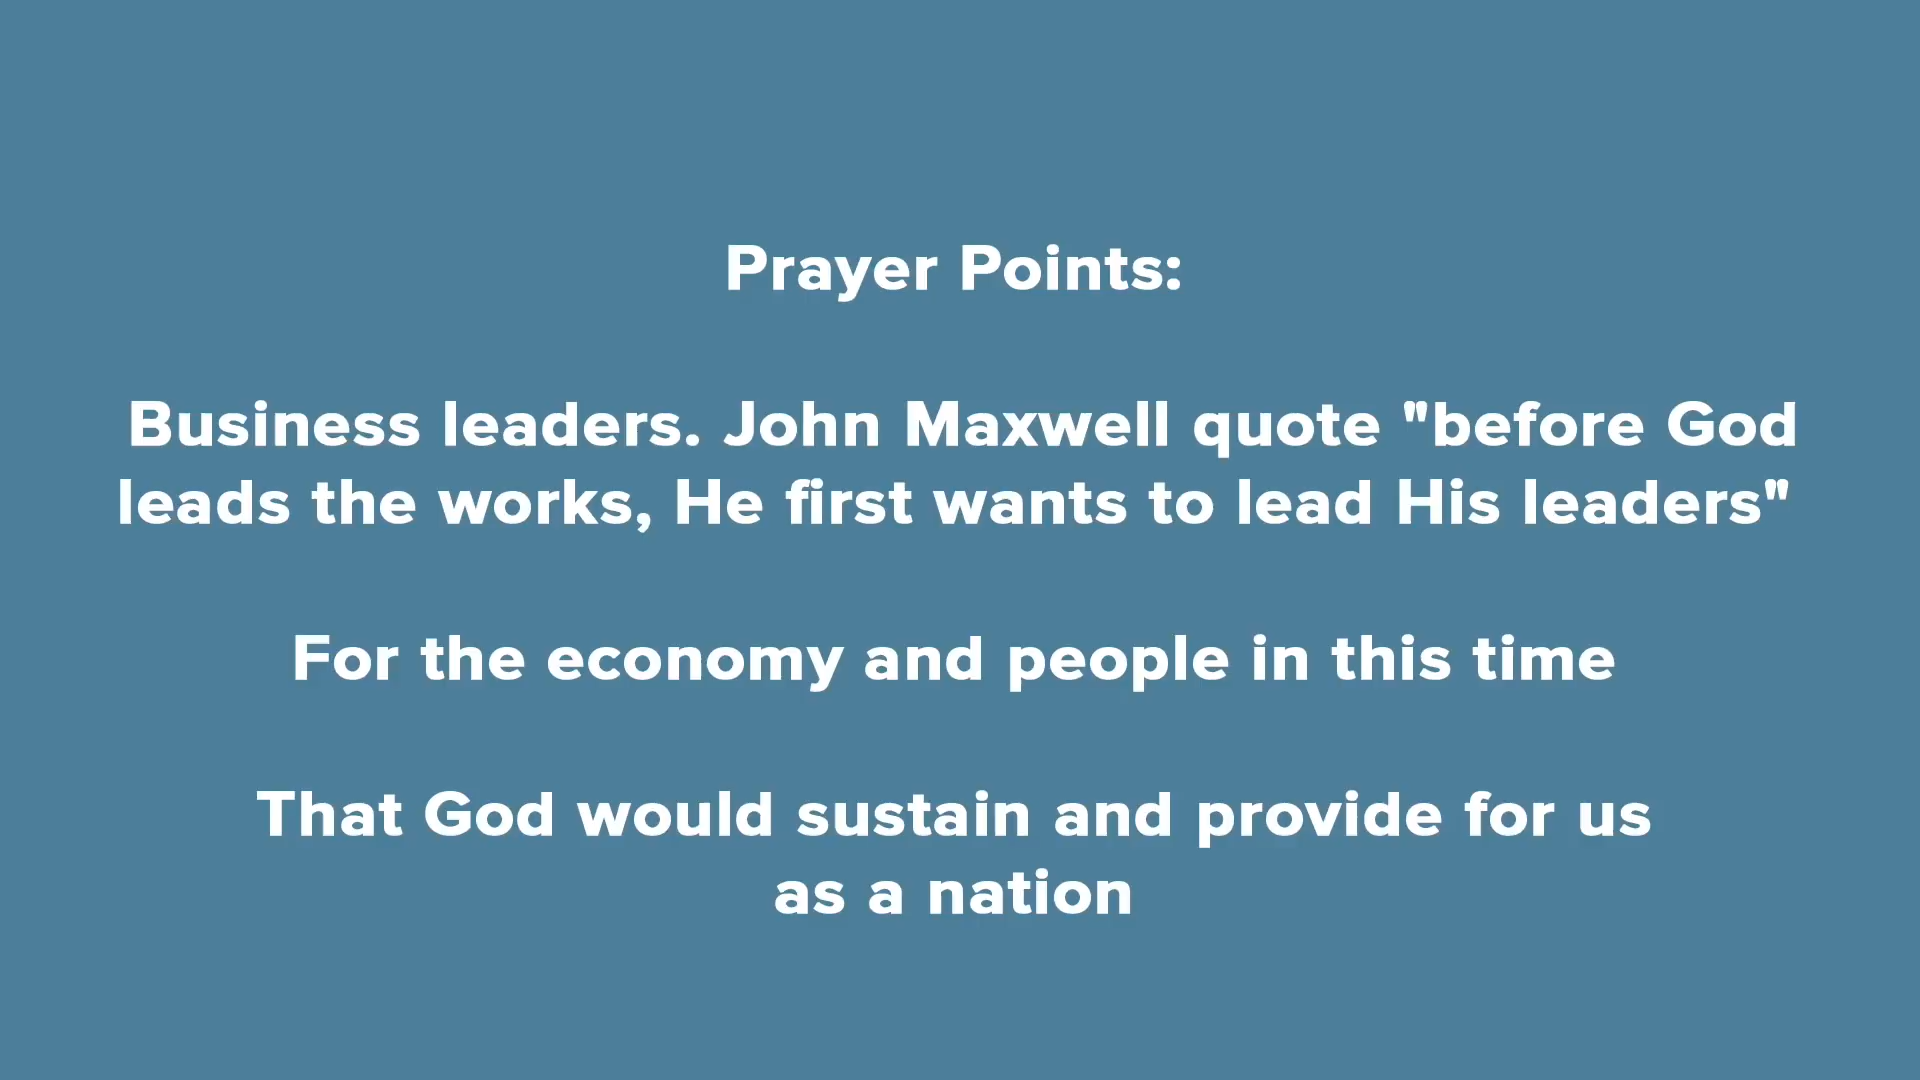 Prayer Points:
Business leaders. John Maxwell quote "before God
leads the works, He first wants to lead His leaders"
For the economy and people in this time
That God would sustain and provide for us
as a nation